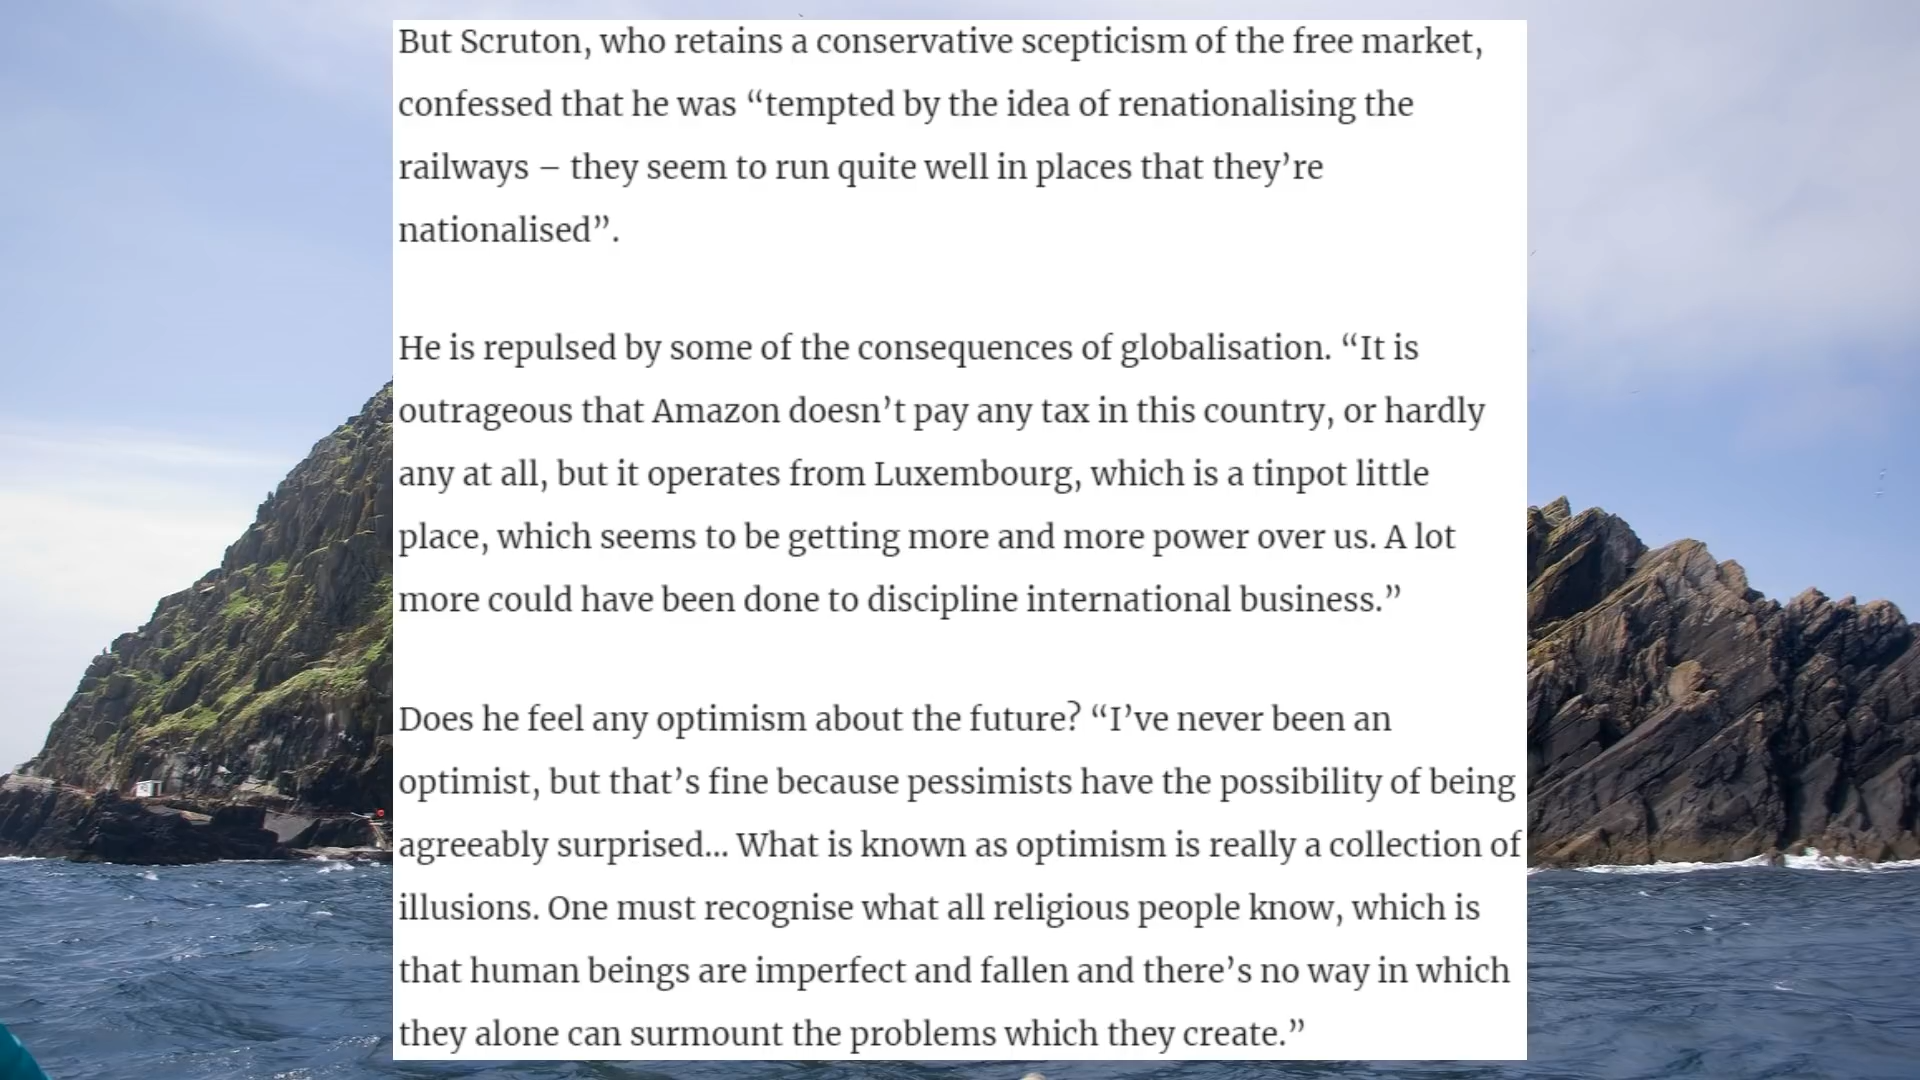 But Scruton, who retains a conservative scepticism of the free market,
confessed that he was “tempted by the idea of renationalising the
railways – they seem to run quite well in places that they’re
nationalised”.
He is repulsed by some of the consequences of globalisation. “It is
outrageous that Amazon doesn’t pay any tax in this country, or hardly
any at all, but it operates from Luxembourg, which is a tinpot little
place, which seems to be getting more and more power over us. A lot
more could have been done to discipline international business.”
Does he feel any optimism about the future? “I’ve never been an
optimist, but that’s fine because pessimists have the possibility of being
agreeably surprised... What is known as optimism is really a collection of
illusions. One must recognise what all religious people know, which is
that human beings are imperfect and fallen and there’s no way in which
they alone can surmount the problems which they create.”